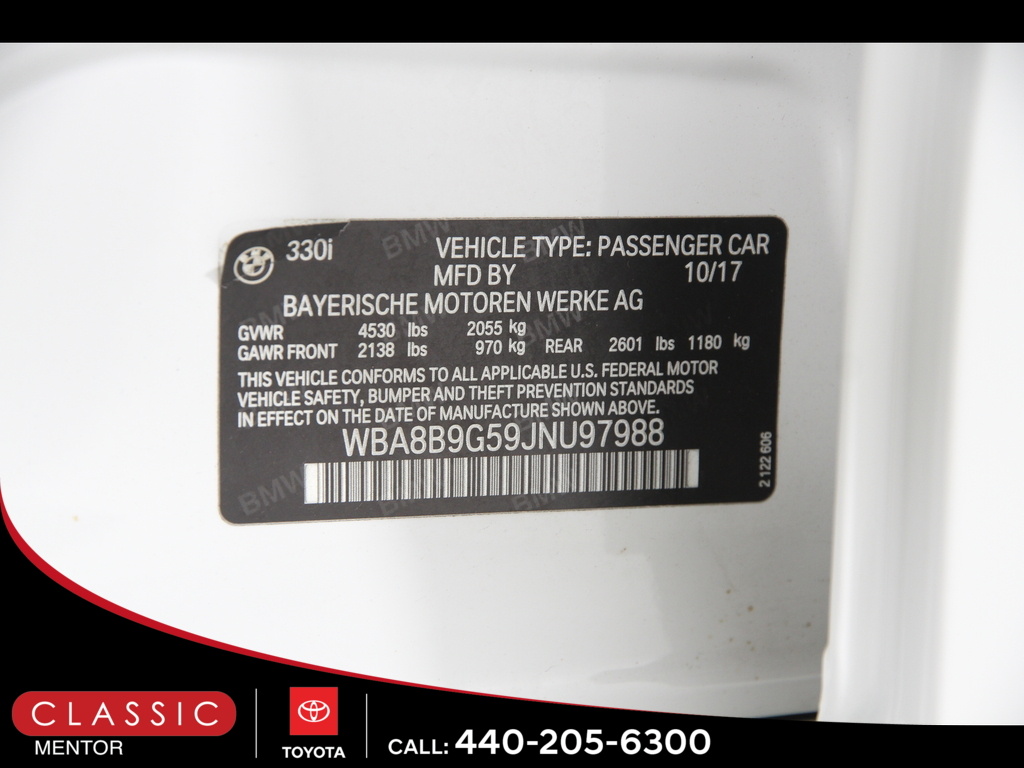 330i VEHICLE TYPE: PASSENGER CAR
MFD BY 10/17
BAYERISCHE MOTOREN WERKE AG
GVWR 4530 lbs 2055 kg
GAWR FRONT 2138 lbs 970 kg REAR 2601 lbs 1180 kg
THIS VEHICLE CONFORMS TO ALL APPLICABLE U.S. FEDERAL MOTOR
VEHICLE SAFETY, BUMPER AND THEFT PREVENTION STANDARDS
IN EFFECT ON THE DATE OF MANUFACTURE SHOWN ABOVE.
WBA8B9G59JNU97988
2 122 606
CLASSIC
MENTOR
TOYOTA
CALL: 440-205-6300